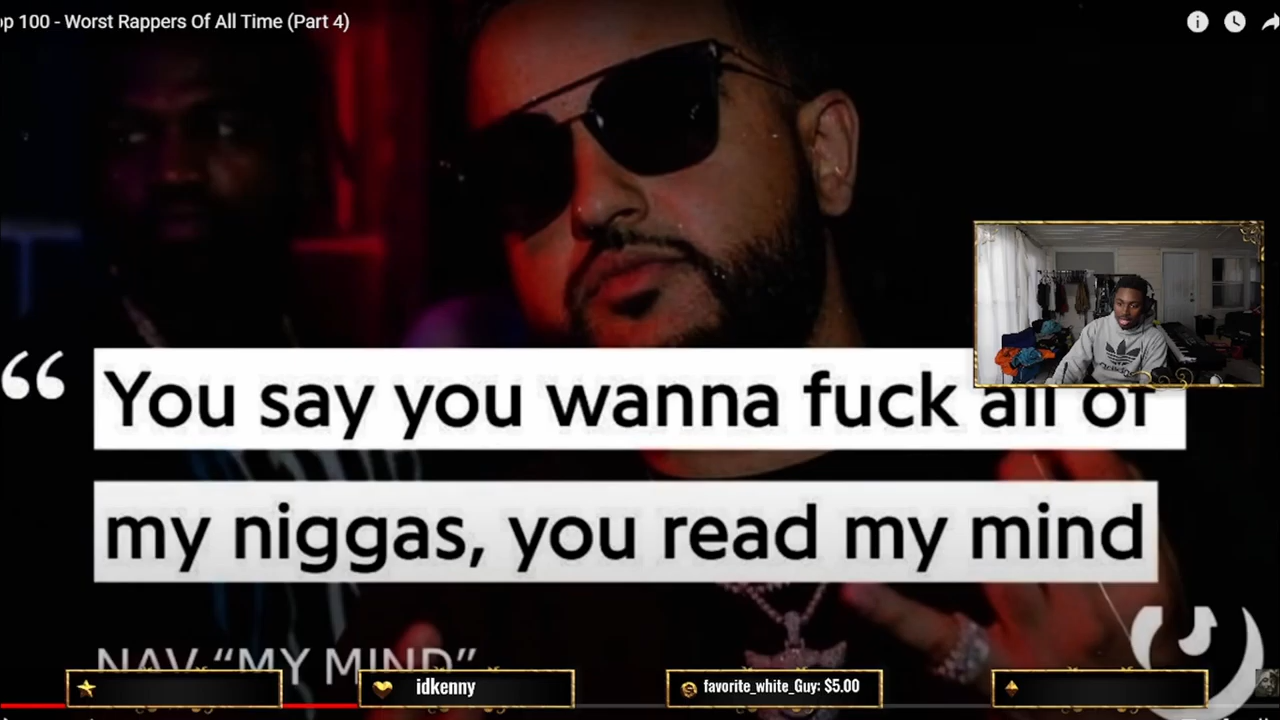 op 100 - Worst Rappers Of All Time (Part 4)
“
You say you wanna fuck all of
my niggas, you read my mind
NAV “MY MIND”
idkenny
favorite_white_Guy: $5.00